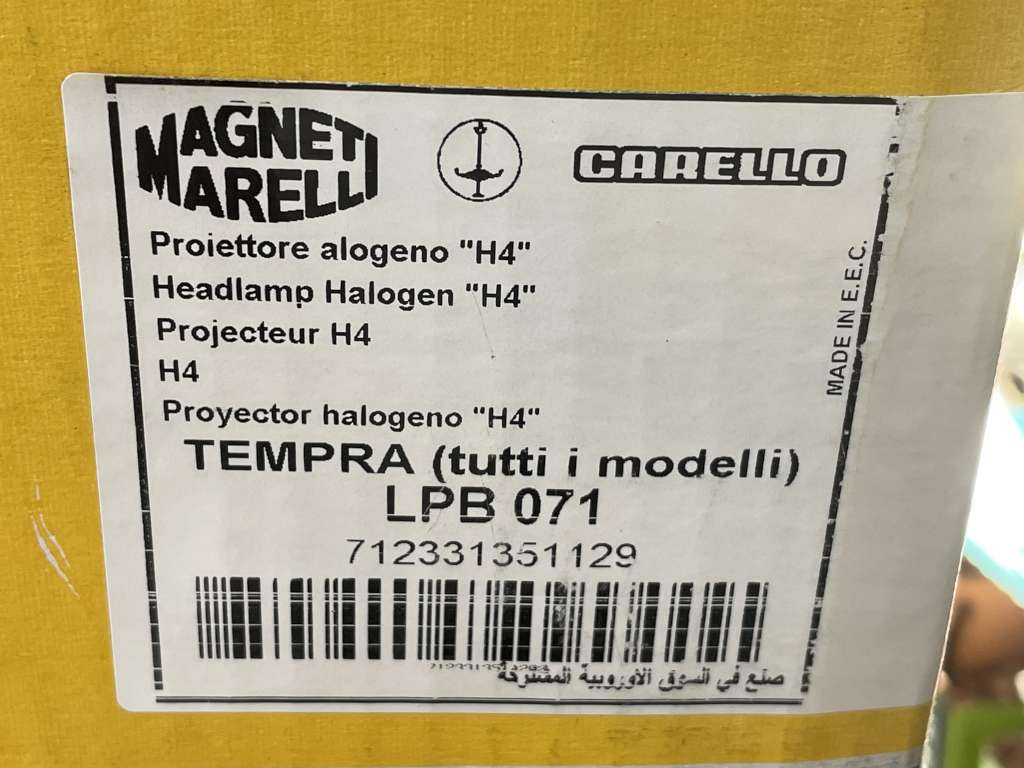 MAGNETI
MARELLI
CARELLO
Proiettore alogeno "H4"
Headlamp Halogen "H4"
Projecteur H4
H4
Proyector halogeno "H4"
MADE IN E.E.C.
TEMPRA (tutti i modelli)
LPB 071
712331351129
صنع في السوق الاوروبية المشتركة